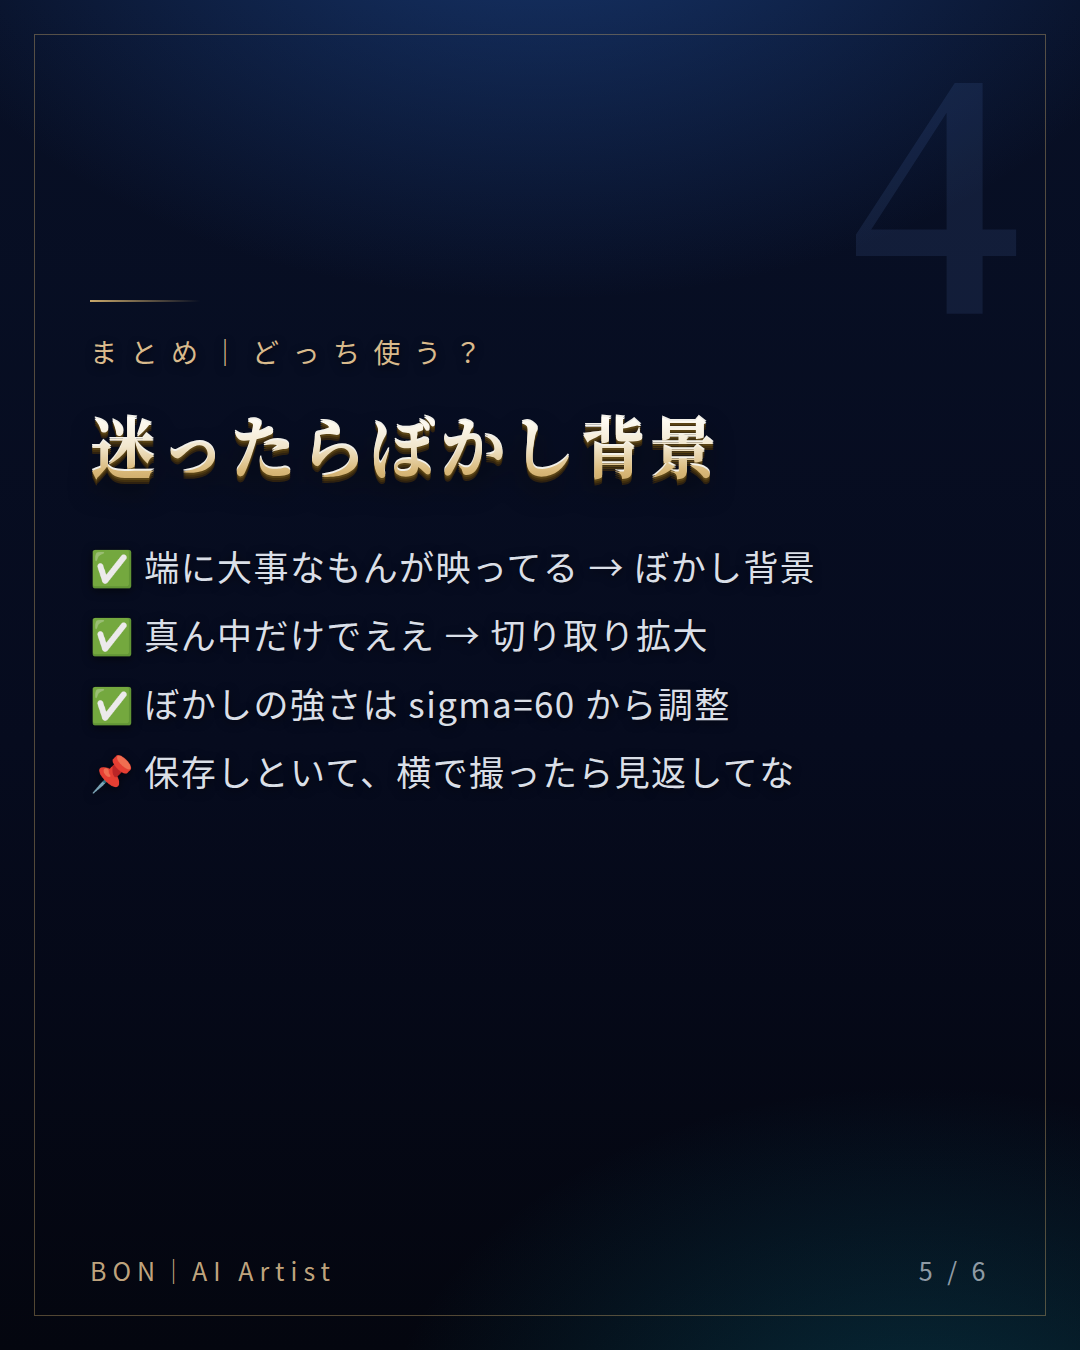 4
まとめ｜どっち使う？
迷ったらぼかし背景
✅ 端に大事なもんが映ってる → ぼかし背景
✅ 真ん中だけでええ → 切り取り拡大
✅ ぼかしの強さは sigma=60 から調整
📌 保存しといて、横で撮ったら見返してな
BON｜AI Artist
5 / 6